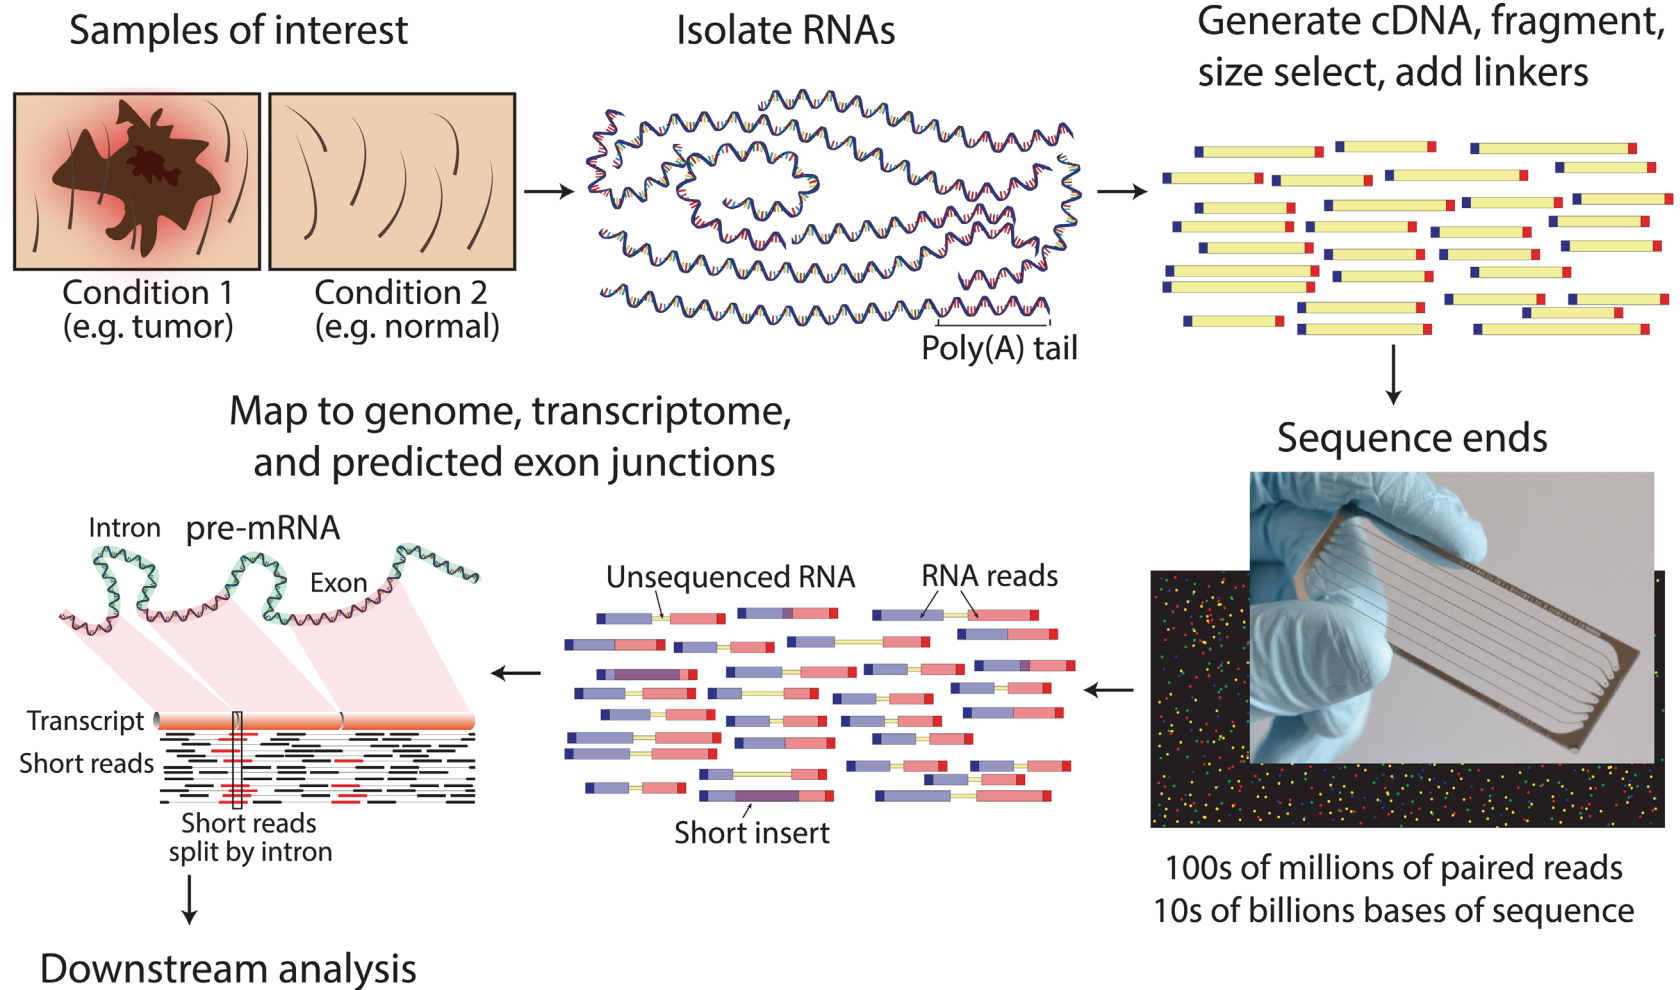 Samples of interest
Condition 1
(e.g. tumor)
Condition 2
(e.g. normal)
Isolate RNAs
Poly(A) tail
Generate cDNA, fragment,
size select, add linkers
Sequence ends
100s of millions of paired reads
10s of billions bases of sequence
Unsequenced RNA
RNA reads
Short insert
Map to genome, transcriptome,
and predicted exon junctions
Intron
pre-mRNA
Exon
Transcript
Short reads
Short reads
split by intron
Downstream analysis